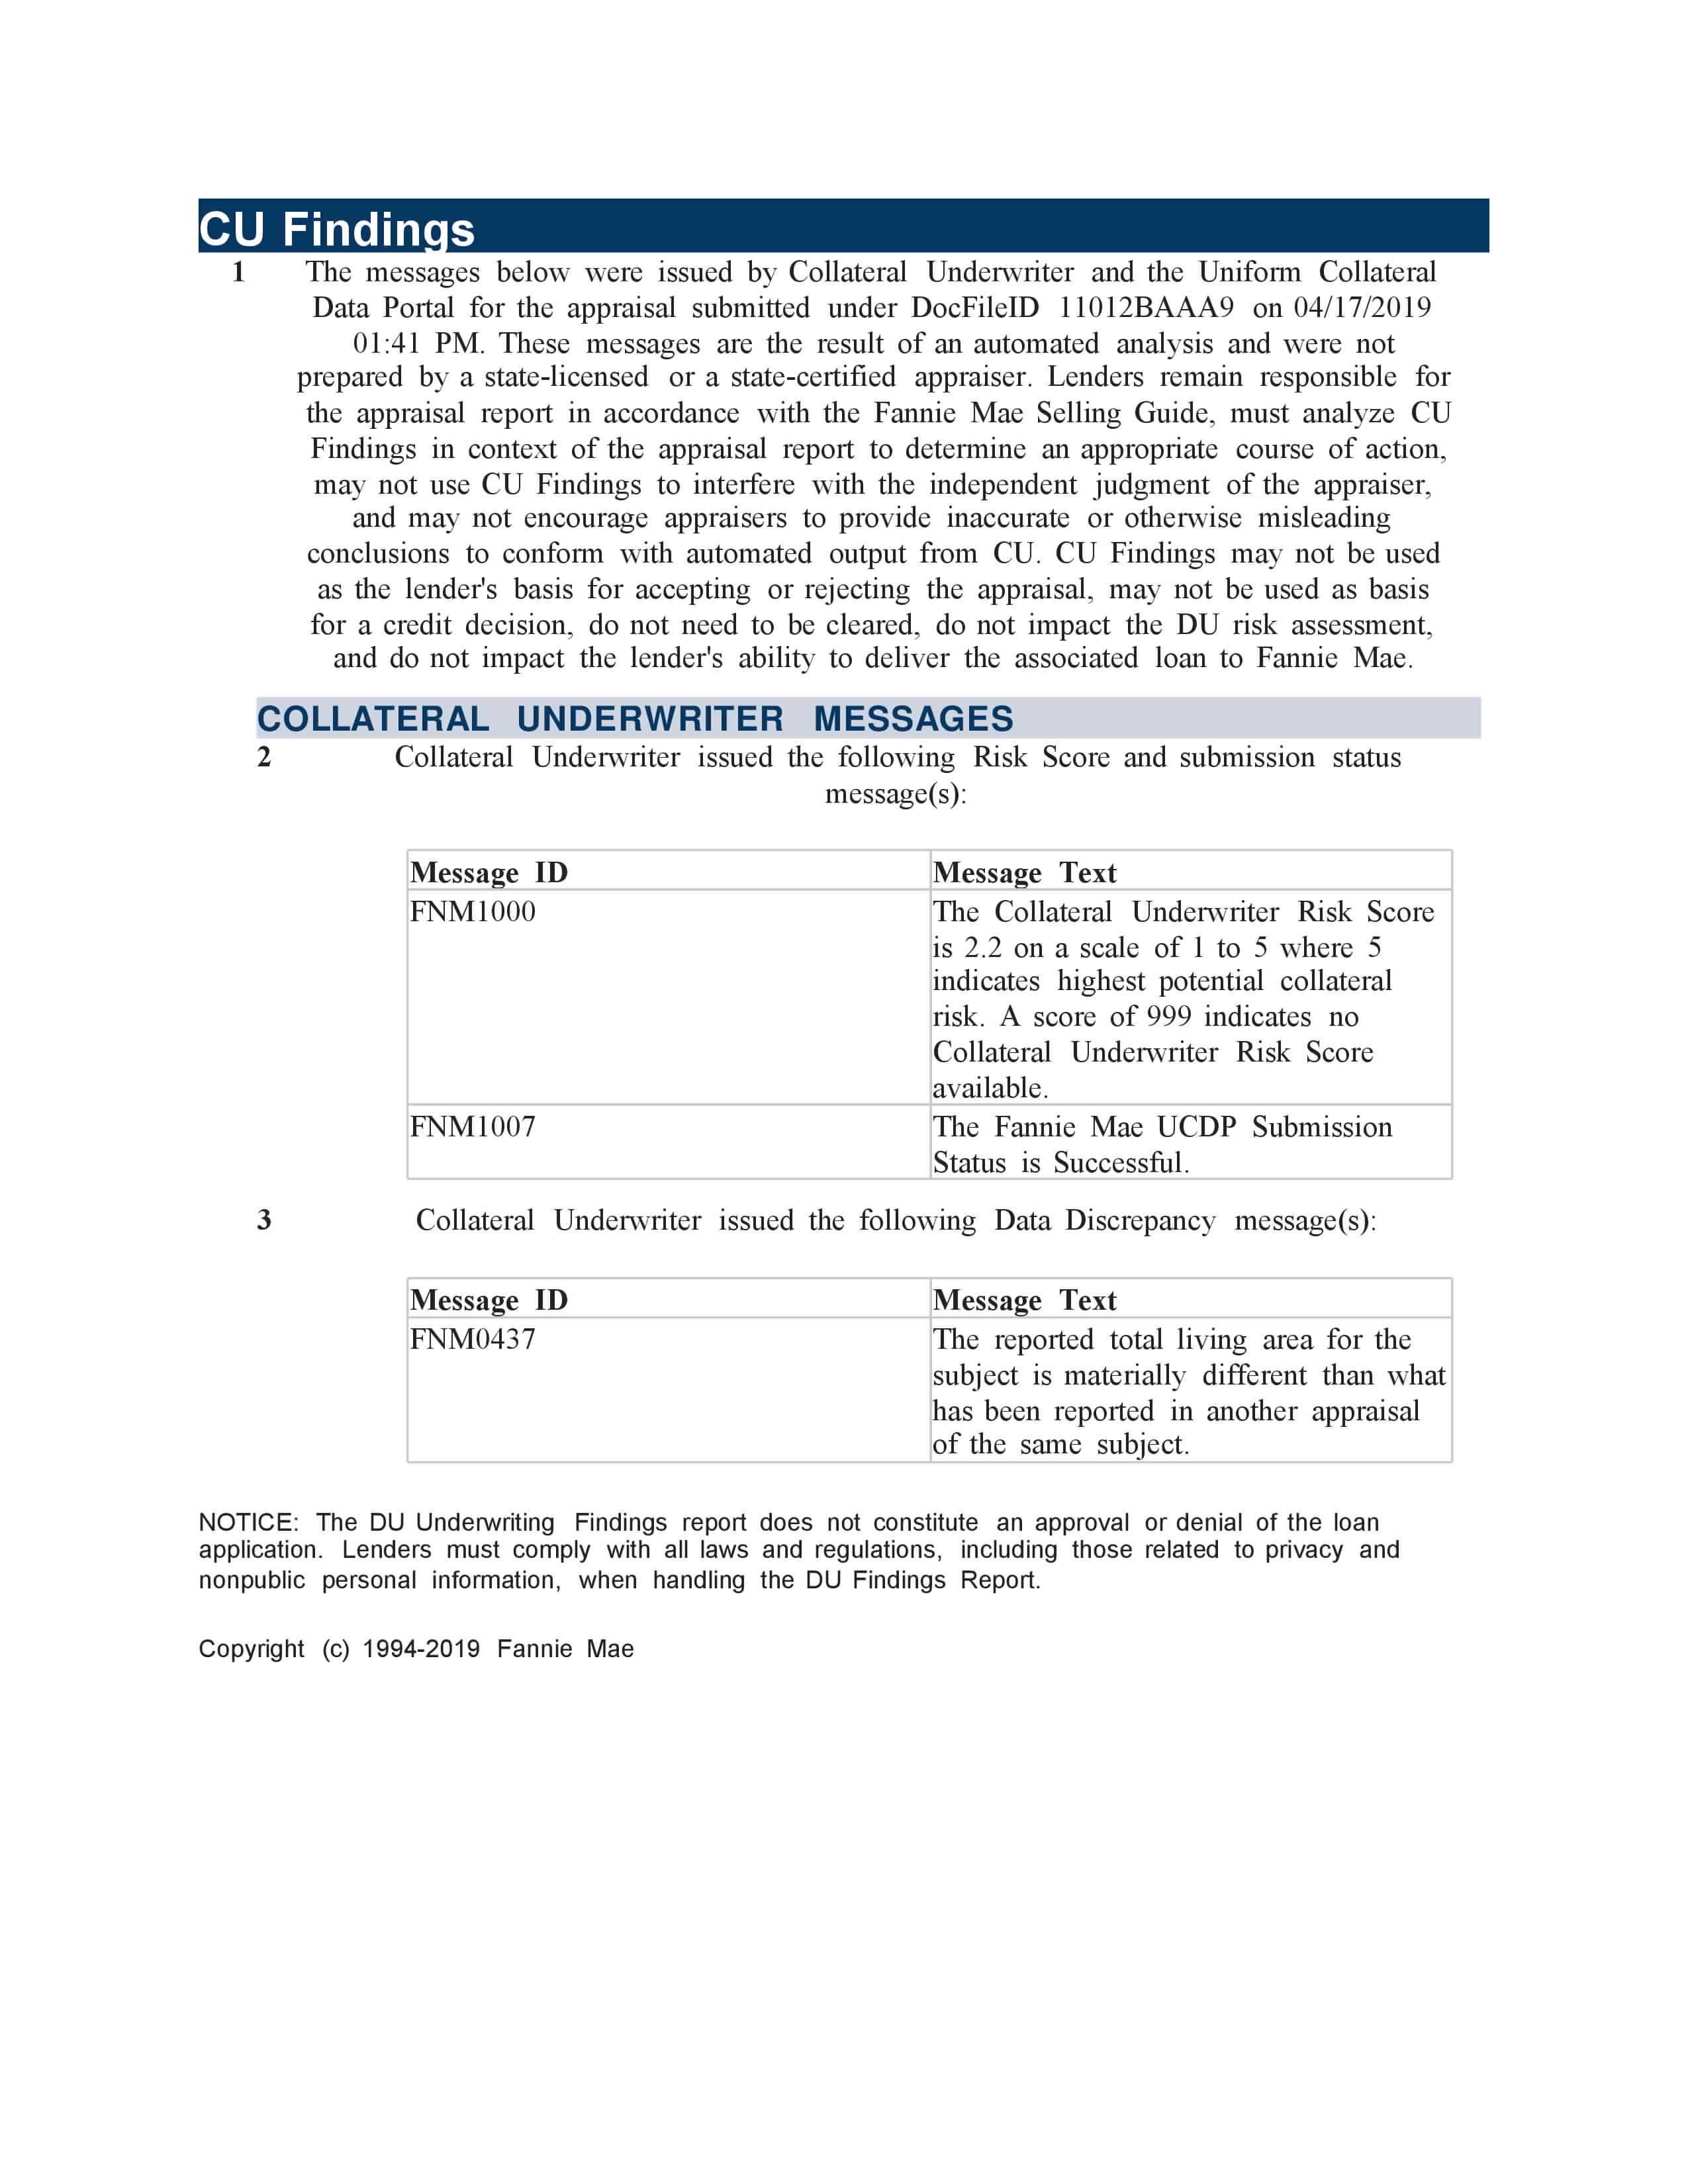 CU Findings
1 The messages below were issued by Collateral Underwriter and the Uniform Collateral
Data Portal for the appraisal submitted under DocFileID 11012BAAA9 on 04/17/2019
01:41 PM. These messages are the result of an automated analysis and were not
prepared by a state-licensed or a state-certified appraiser. Lenders remain responsible for
the appraisal report in accordance with the Fannie Mae Selling Guide, must analyze CU
Findings in context of the appraisal report to determine an appropriate course of action,
may not use CU Findings to interfere with the independent judgment of the appraiser,
and may not encourage appraisers to provide inaccurate or otherwise misleading
conclusions to conform with automated output from CU. CU Findings may not be used
as the lender's basis for accepting or rejecting the appraisal, may not be used as basis
for a credit decision, do not need to be cleared, do not impact the DU risk assessment,
and do not impact the lender's ability to deliver the associated loan to Fannie Mae.
COLLATERAL UNDERWRITER MESSAGES
2 Collateral Underwriter issued the following Risk Score and submission status
message(s):
Message ID Message Text
FNM1000 The Collateral Underwriter Risk Score
is 2.2 on a scale of 1 to 5 where 5
indicates highest potential collateral
risk. A score of 999 indicates no
Collateral Underwriter Risk Score
available.
FNM1007 The Fannie Mae UCDP Submission
Status is Successful.
3 Collateral Underwriter issued the following Data Discrepancy message(s):
Message ID Message Text
FNM0437 The reported total living area for the
subject is materially different than what
has been reported in another appraisal
of the same subject.
NOTICE: The DU Underwriting Findings report does not constitute an approval or denial of the loan
application. Lenders must comply with all laws and regulations, including those related to privacy and
nonpublic personal information, when handling the DU Findings Report.
Copyright (c) 1994-2019 Fannie Mae